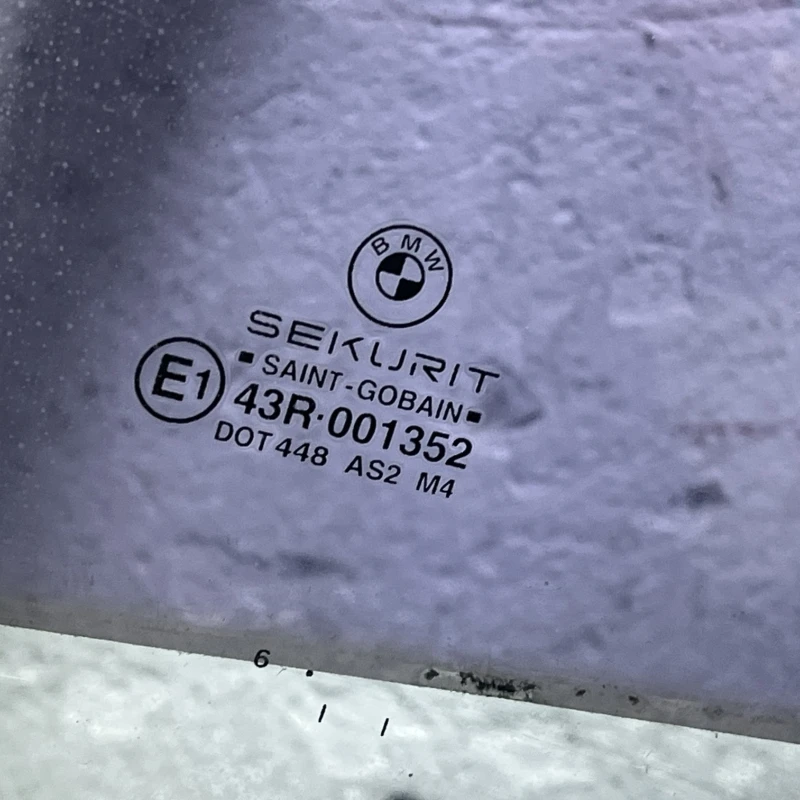 BMW
SEKURIT
SAINT-GOBAIN
E1
43R·001352
DOT 448 AS2 M4
6 .